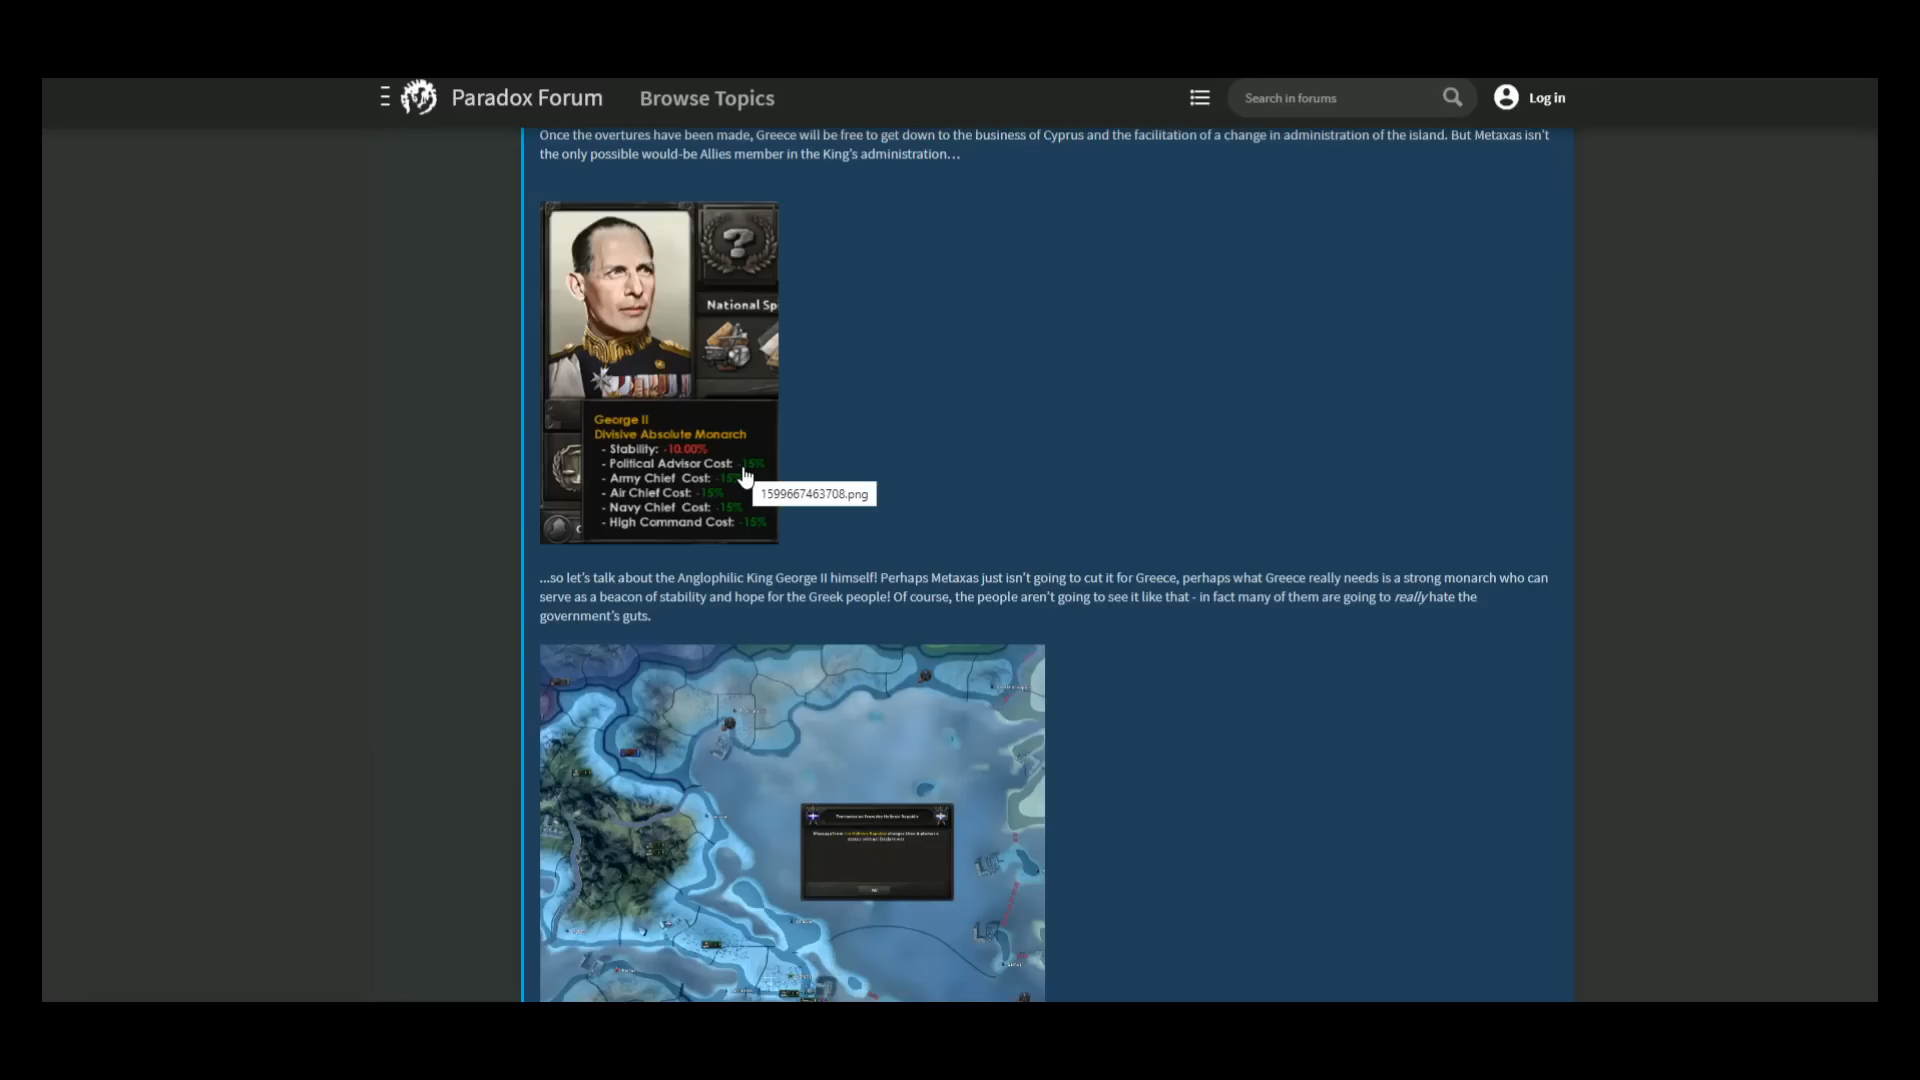 Paradox Forum
Browse Topics
Search in forums
Log in
Once the overtures have been made, Greece will be free to get down to the business of Cyprus and the facilitation of a change in administration of the island. But Metaxas isn't
the only possible would-be Allies member in the King's administration…
National Sp
George II
Divisive Absolute Monarch
- Stability: -10.00%
- Political Advisor Cost: -15%
- Army Chief Cost: -15%
- Air Chief Cost: -15%
- Navy Chief Cost: -15%
- High Command Cost: -15%
1599667463708.png
...so let's talk about the Anglophilic King George II himself! Perhaps Metaxas just isn't going to cut it for Greece, perhaps what Greece really needs is a strong monarch who can
serve as a beacon of stability and hope for the Greek people! Of course, the people aren't going to see it like that - in fact many of them are going to really hate the
government's guts.